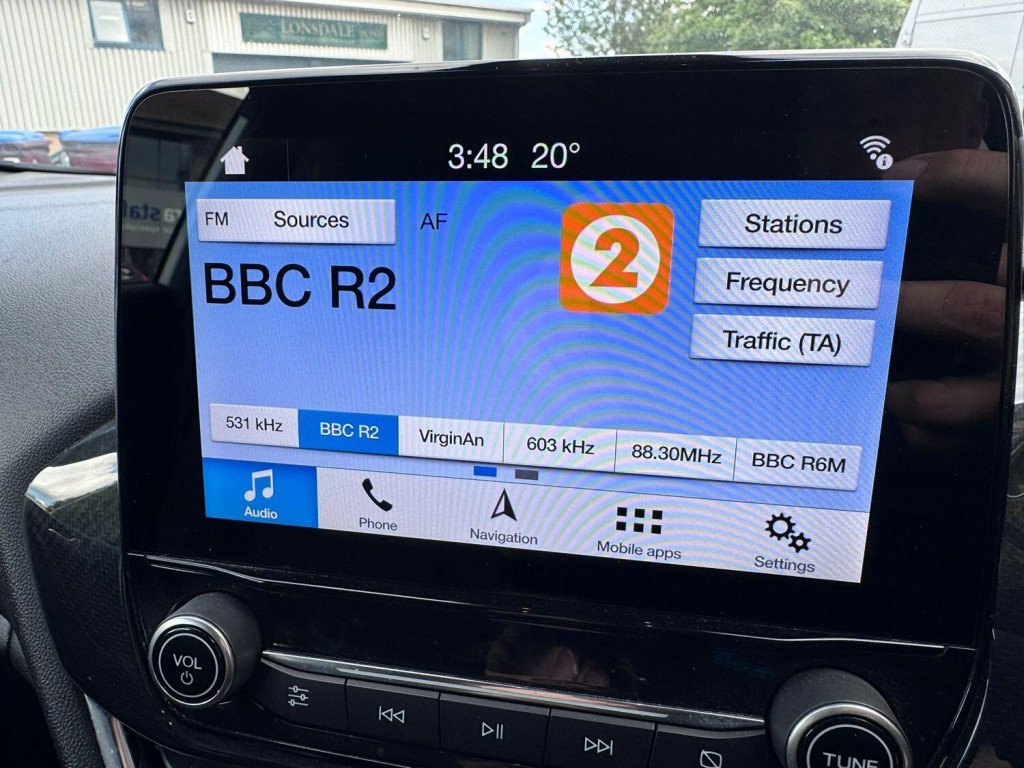 LONSDALE
3:48 20°
FM Sources AF
2
Stations
BBC R2
Frequency
Traffic (TA)
531 kHz BBC R2 VirginAn 603 kHz 88.30MHz BBC R6M
Audio Phone Navigation Mobile apps Settings
VOL
TUNE